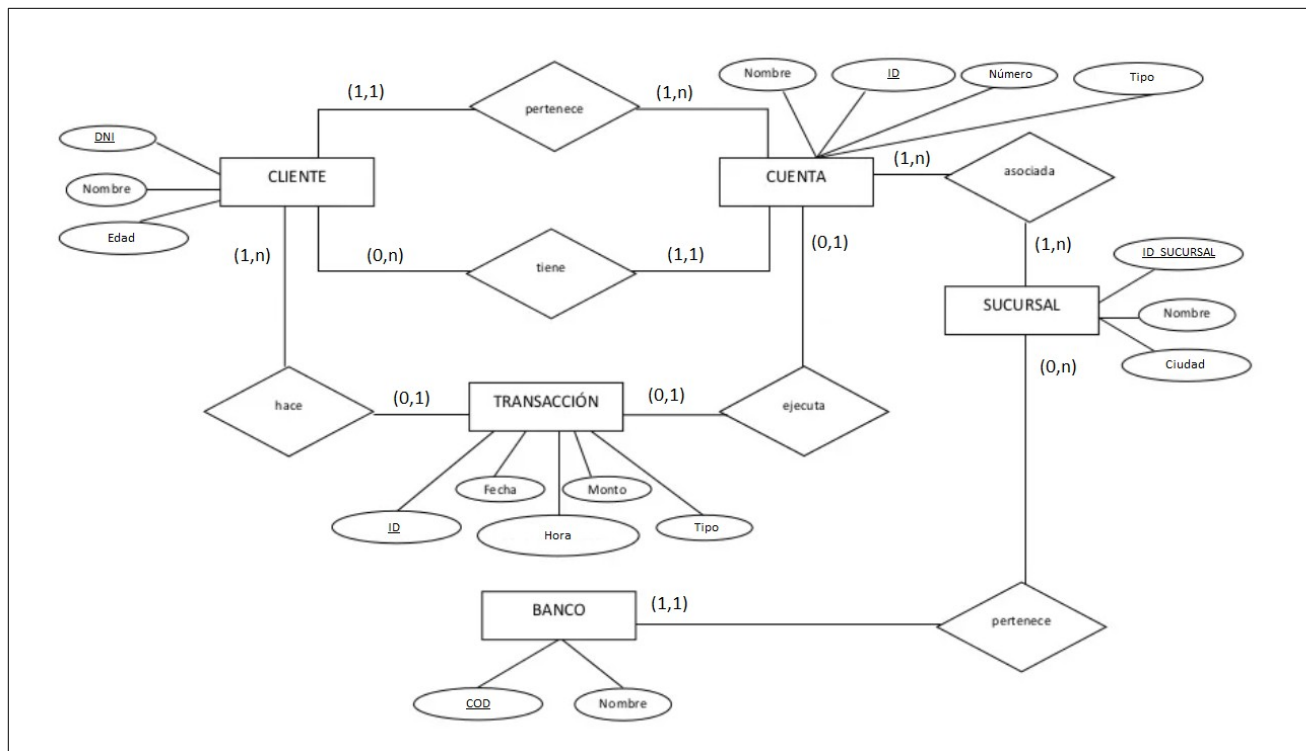 Nombre
ID
Número
Tipo
(1,1)
pertenece
(1,n)
DNI
Nombre
Edad
CLIENTE
CUENTA
(1,n)
asociada
(1,n)
(0,n)
tiene
(1,1)
(0,1)
(1,n)
ID_SUCURSAL
Nombre
Ciudad
SUCURSAL
(0,n)
hace
(0,1)
TRANSACCIÓN
(0,1)
ejecuta
Fecha
Monto
ID
Hora
Tipo
BANCO
(1,1)
pertenece
COD
Nombre